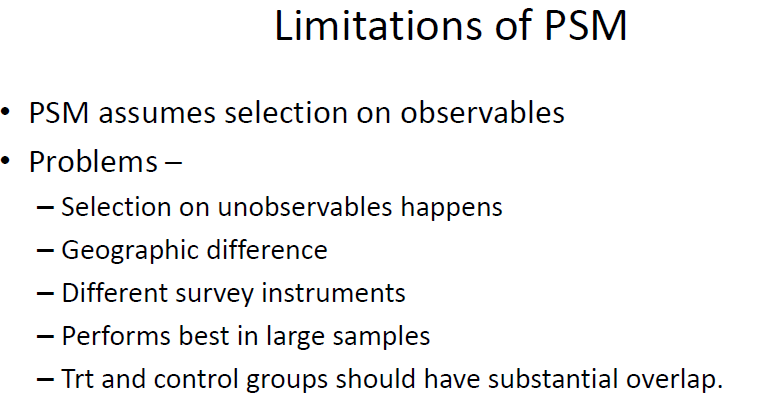 Limitations of PSM
• PSM assumes selection on observables
• Problems –
– Selection on unobservables happens
– Geographic difference
– Different survey instruments
– Performs best in large samples
– Trt and control groups should have substantial overlap.